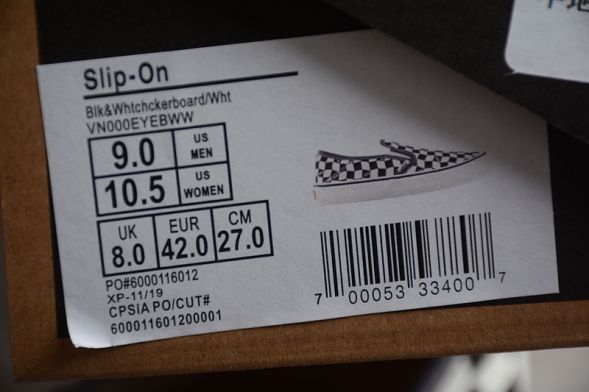 Slip-On
Blk&Whtchckerboard/Wht
VN000EYEBWW
9.0 US MEN
10.5 US WOMEN
UK EUR CM
8.0 42.0 27.0
PO#6000116012
XP-11/19
CPSIA PO/CUT#
600011601200001
7 00053 33400 7